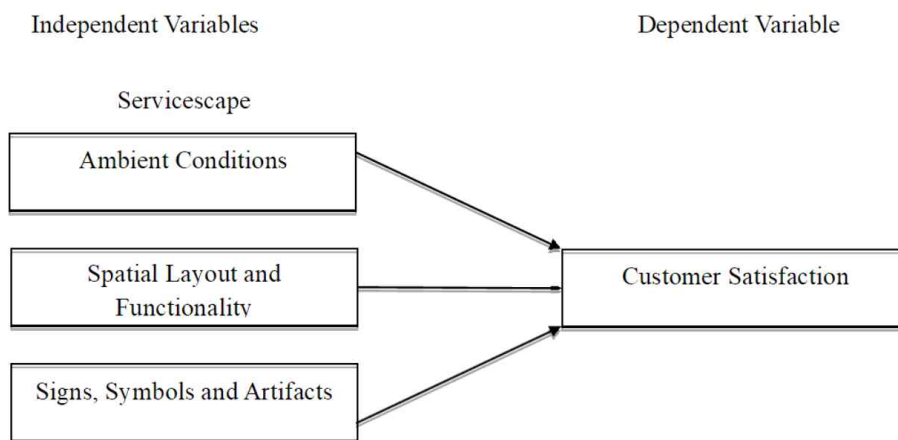 Independent Variables
Dependent Variable
Servicescape
Ambient Conditions
Spatial Layout and
Functionality
Customer Satisfaction
Signs, Symbols and Artifacts